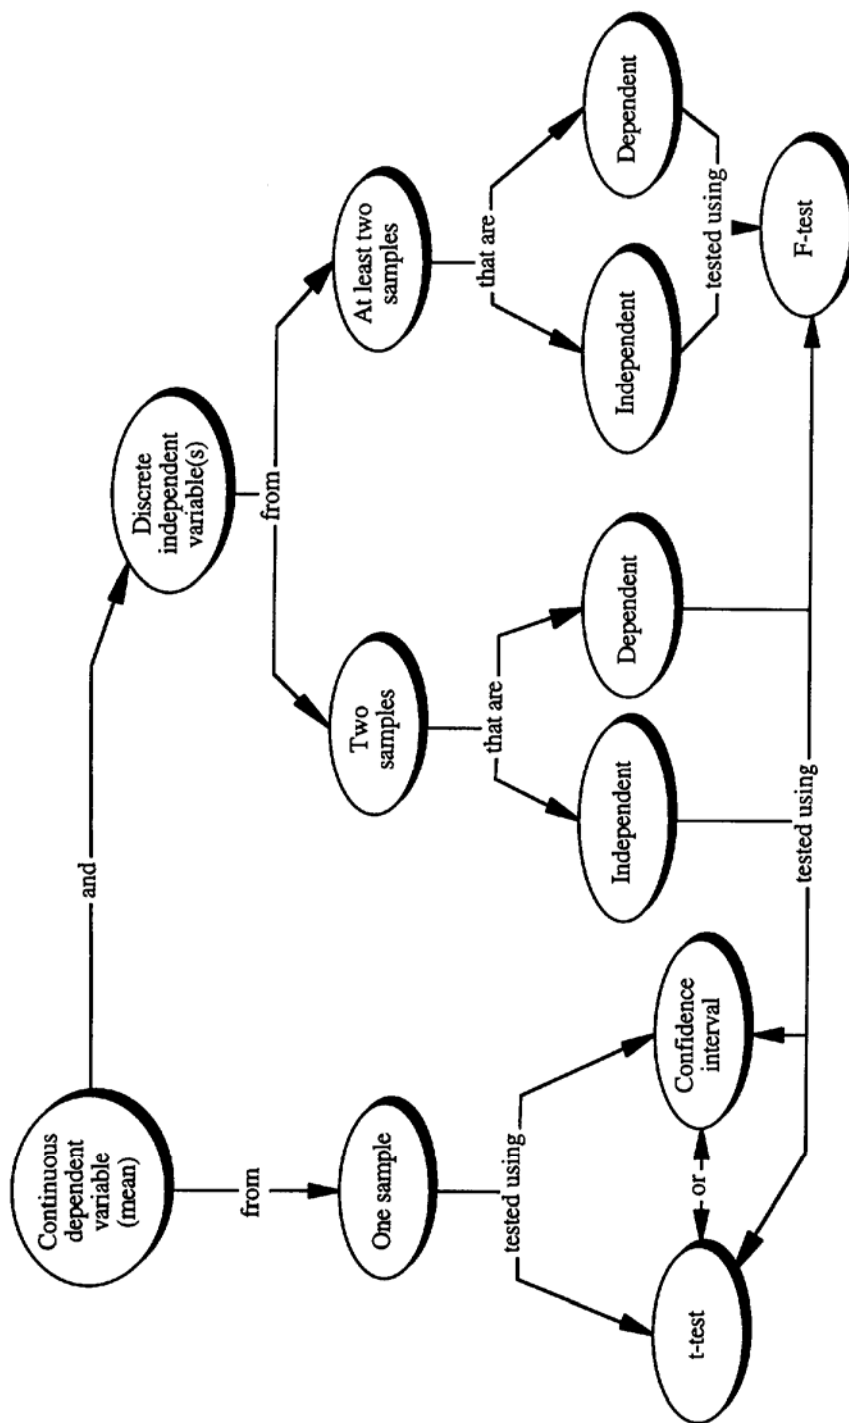 Continuous
dependent
variable
(mean)
and
Discrete
independent
variable(s)
from
from
One sample
Two
samples
At least two
samples
tested using
that are
that are
Independent
Dependent
Independent
Dependent
t-test
or
Confidence
interval
tested using
tested using
F-test